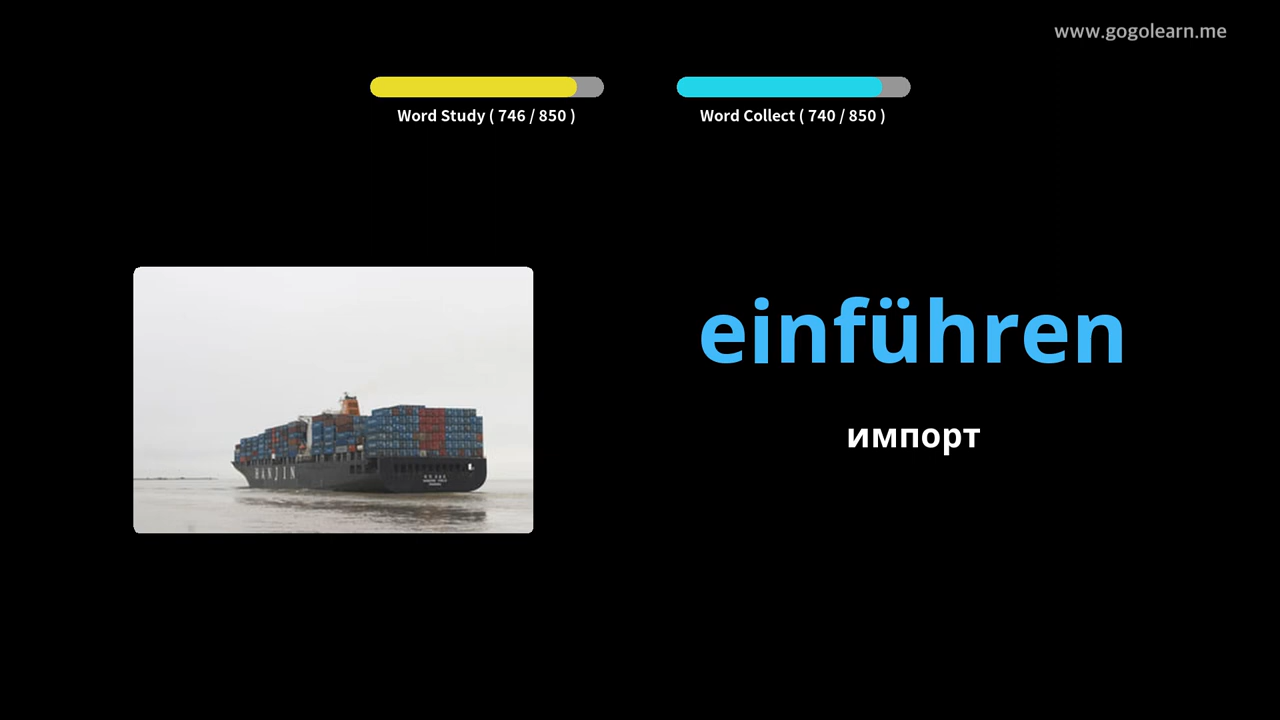 www.gogolearn.me
Word Study ( 746 / 850 )
Word Collect ( 740 / 850 )
einführen
импорт
HANJIN